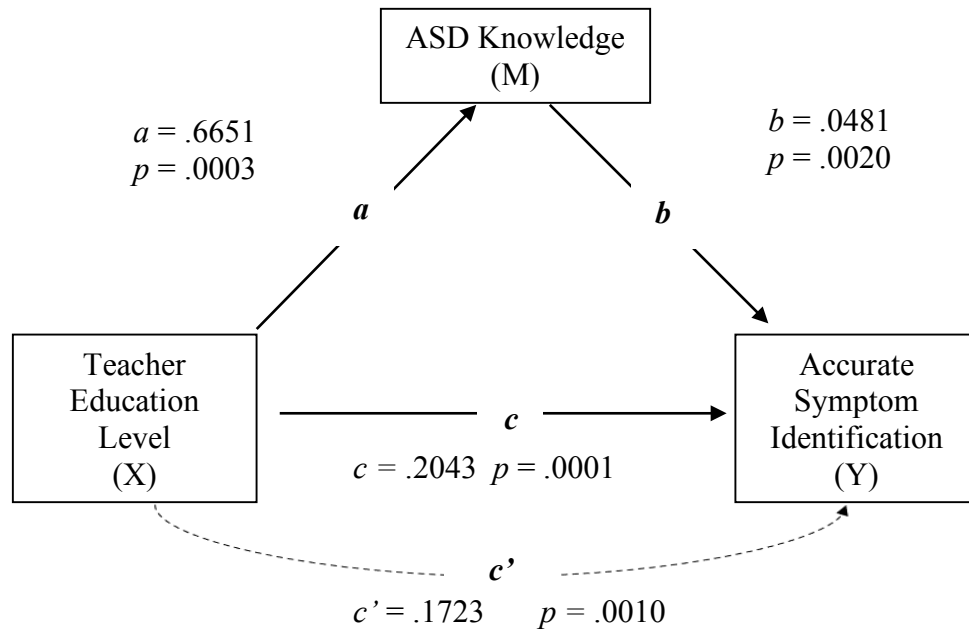 ASD Knowledge
(M)
a = .6651
p = .0003
b = .0481
p = .0020
a
b
Teacher
Education
Level
(X)
c
c = .2043 p = .0001
Accurate
Symptom
Identification
(Y)
c’
c’ = .1723 p = .0010